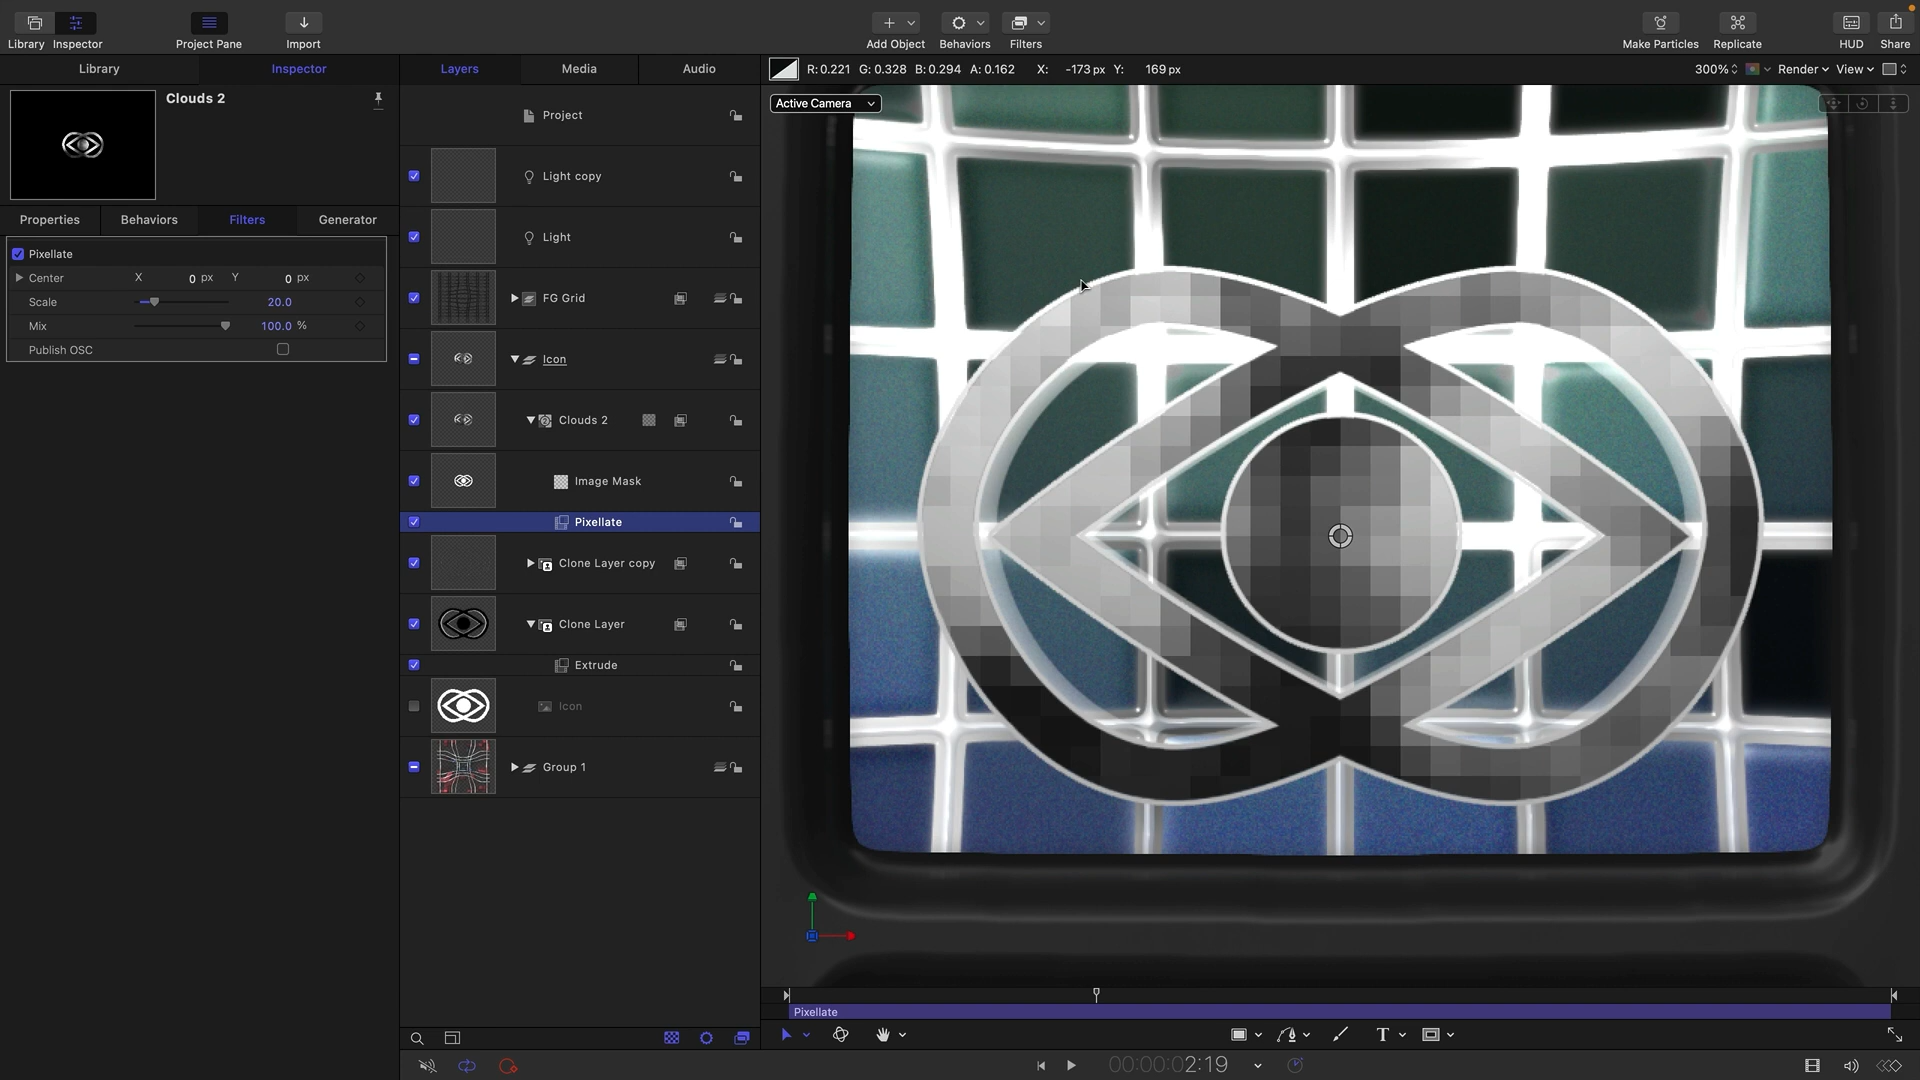 Library
Inspector
Project Pane
Import
Add Object
Behaviors
Filters
Make Particles
Replicate
HUD
Share
Library
Inspector
Layers
Media
Audio
R: 0.221 G: 0.328 B: 0.294 A: 0.162 X: -173 px Y: 169 px
300%
Render
View
Clouds 2
Active Camera
Project
Light copy
Properties
Behaviors
Filters
Generator
Light
Pixellate
Center X 0 px Y 0 px
Scale 20.0
Mix 100.0 %
Publish OSC
FG Grid
Icon
Clouds 2
Image Mask
Pixellate
Clone Layer copy
Clone Layer
Extrude
Icon
Group 1
Pixellate
T
00:00:02:19